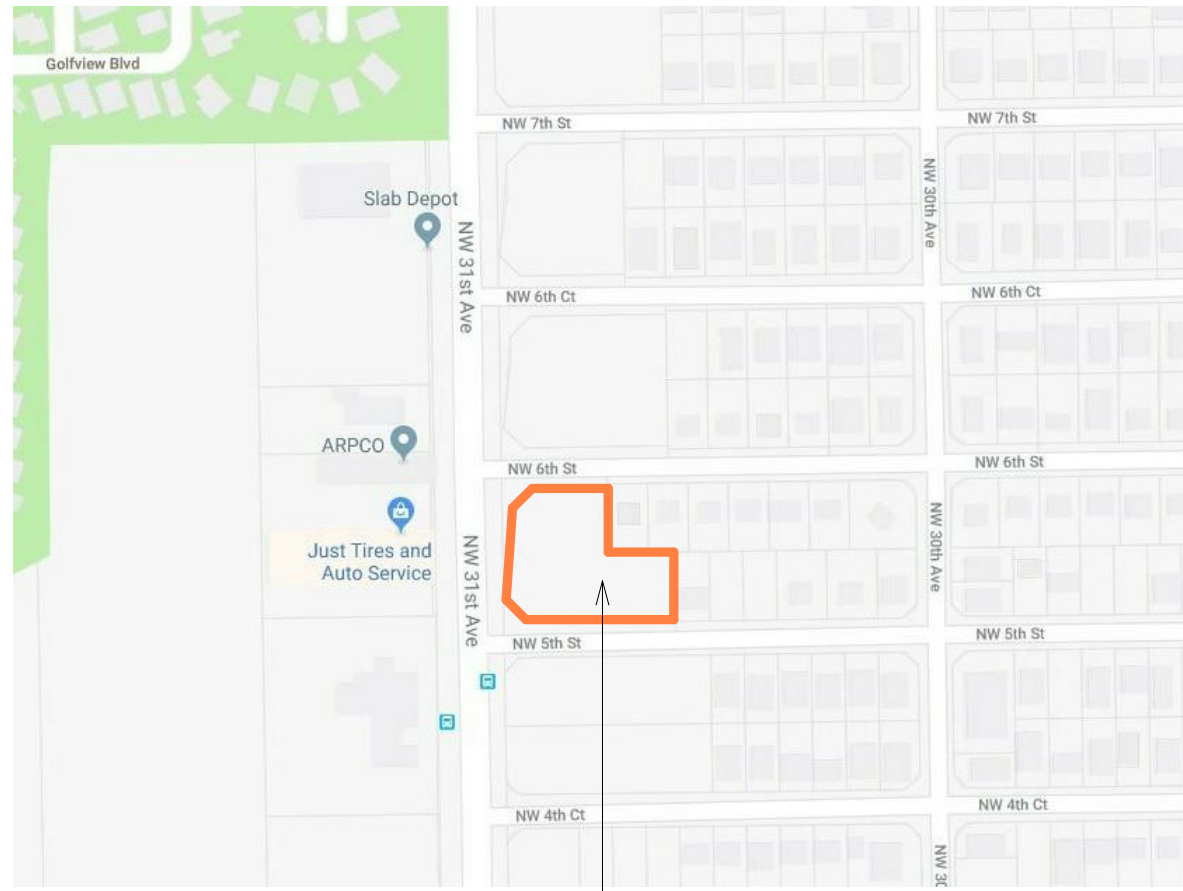 Golfview Blvd
NW 7th St
NW 7th St
Slab Depot
NW 30th Ave
NW 31st Ave
NW 6th Ct
NW 6th Ct
ARPCO
NW 6th St
NW 6th St
Just Tires and
Auto Service
NW 31st Ave
NW 30th Ave
NW 5th St
NW 5th St
NW 4th Ct
NW 4th Ct
NW 30